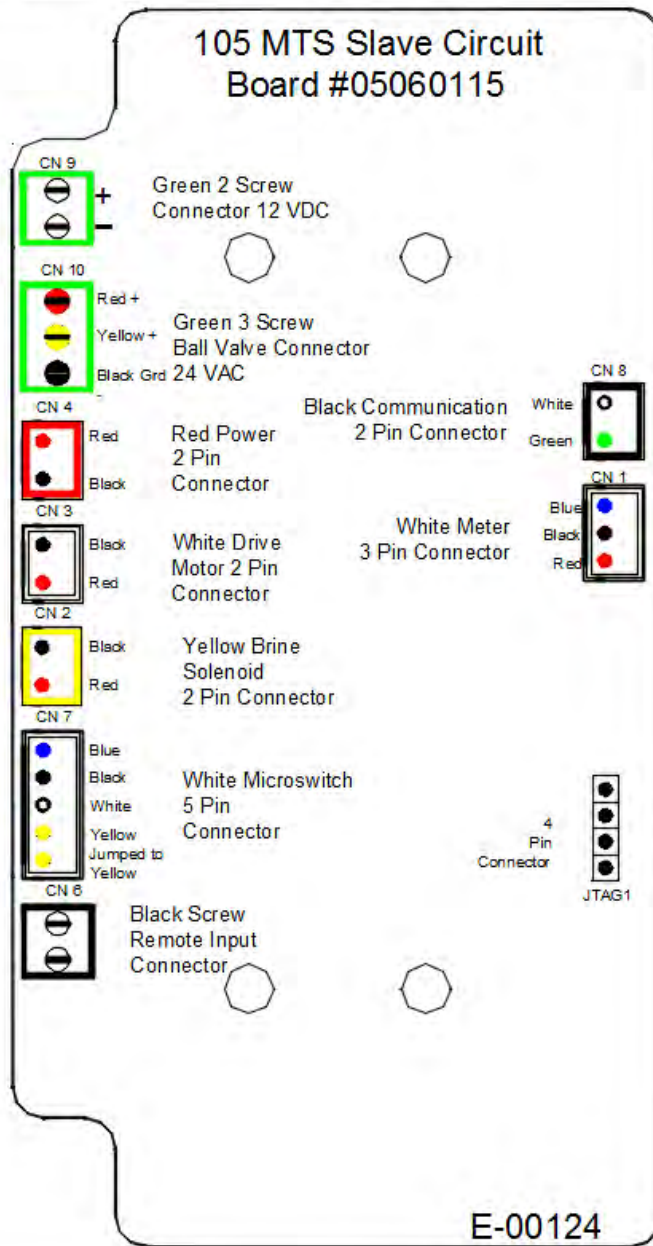 105 MTS Slave Circuit
Board #05060115
CN 9
+
−
Green 2 Screw
Connector 12 VDC
CN 10
Red +
Yellow +
Black Grd
-
Green 3 Screw
Ball Valve Connector
24 VAC
CN 4
Red
Black
Red Power
2 Pin
Connector
CN 3
Black
Red
White Drive
Motor 2 Pin
Connector
CN 2
Black
Red
Yellow Brine
Solenoid
2 Pin Connector
CN 7
Blue
Black
White
Yellow
Jumped to
Yellow
White Microswitch
5 Pin
Connector
CN 6
Black Screw
Remote Input
Connector
CN 8
White
Green
Black Communication
2 Pin Connector
CN 1
Blue
Black
Red
White Meter
3 Pin Connector
4
Pin
Connector
JTAG1
E-00124